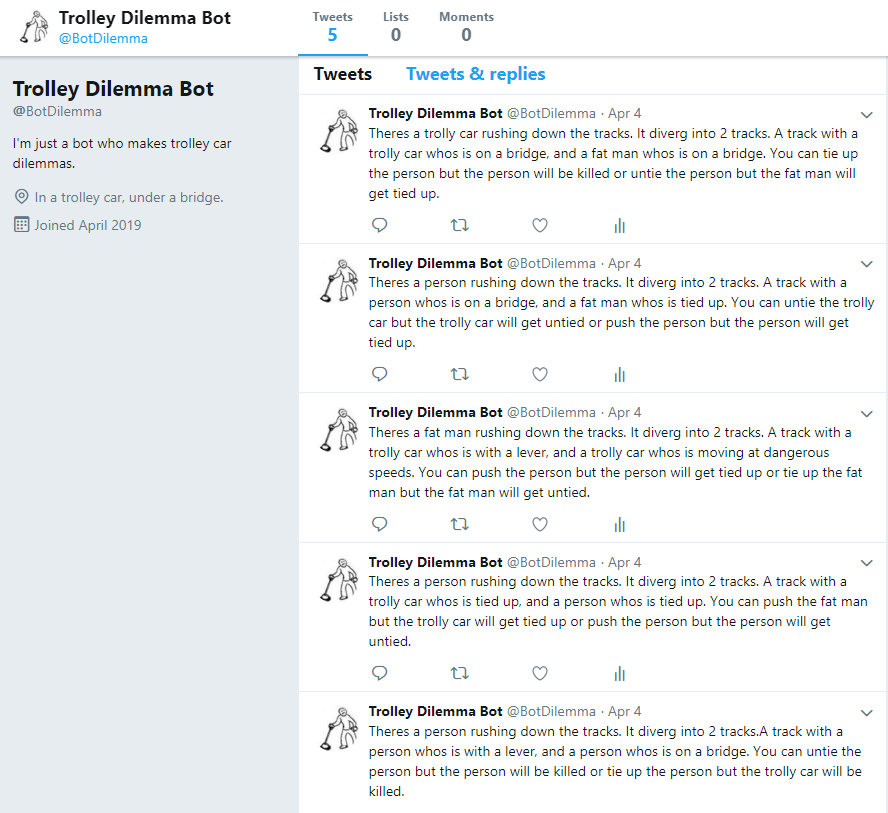 Trolley Dilemma Bot
@BotDilemma
Tweets
5
Lists
0
Moments
0
Trolley Dilemma Bot
@BotDilemma
I'm just a bot who makes trolley car
dilemmas.
In a trolley car, under a bridge.
Joined April 2019
Tweets
Tweets & replies
Trolley Dilemma Bot @BotDilemma · Apr 4
Theres a trolly car rushing down the tracks. It diverg into 2 tracks. A track with a
trolly car whos is on a bridge, and a fat man whos is on a bridge. You can tie up
the person but the person will be killed or untie the person but the fat man will
get tied up.
Trolley Dilemma Bot @BotDilemma · Apr 4
Theres a person rushing down the tracks. It diverg into 2 tracks. A track with a
person whos is on a bridge, and a fat man whos is tied up. You can untie the trolly
car but the trolly car will get untied or push the person but the person will get
tied up.
Trolley Dilemma Bot @BotDilemma · Apr 4
Theres a fat man rushing down the tracks. It diverg into 2 tracks. A track with a
trolly car whos is with a lever, and a trolly car whos is moving at dangerous
speeds. You can push the person but the person will get tied up or tie up the fat
man but the fat man will get untied.
Trolley Dilemma Bot @BotDilemma · Apr 4
Theres a person rushing down the tracks. It diverg into 2 tracks. A track with a
trolly car whos is tied up, and a person whos is tied up. You can push the fat man
but the trolly car will get tied up or push the person but the person will get
untied.
Trolley Dilemma Bot @BotDilemma · Apr 4
Theres a person rushing down the tracks. It diverg into 2 tracks.A track with a
person whos is with a lever, and a person whos is on a bridge. You can untie the
person but the person will be killed or tie up the person but the trolly car will be
killed.